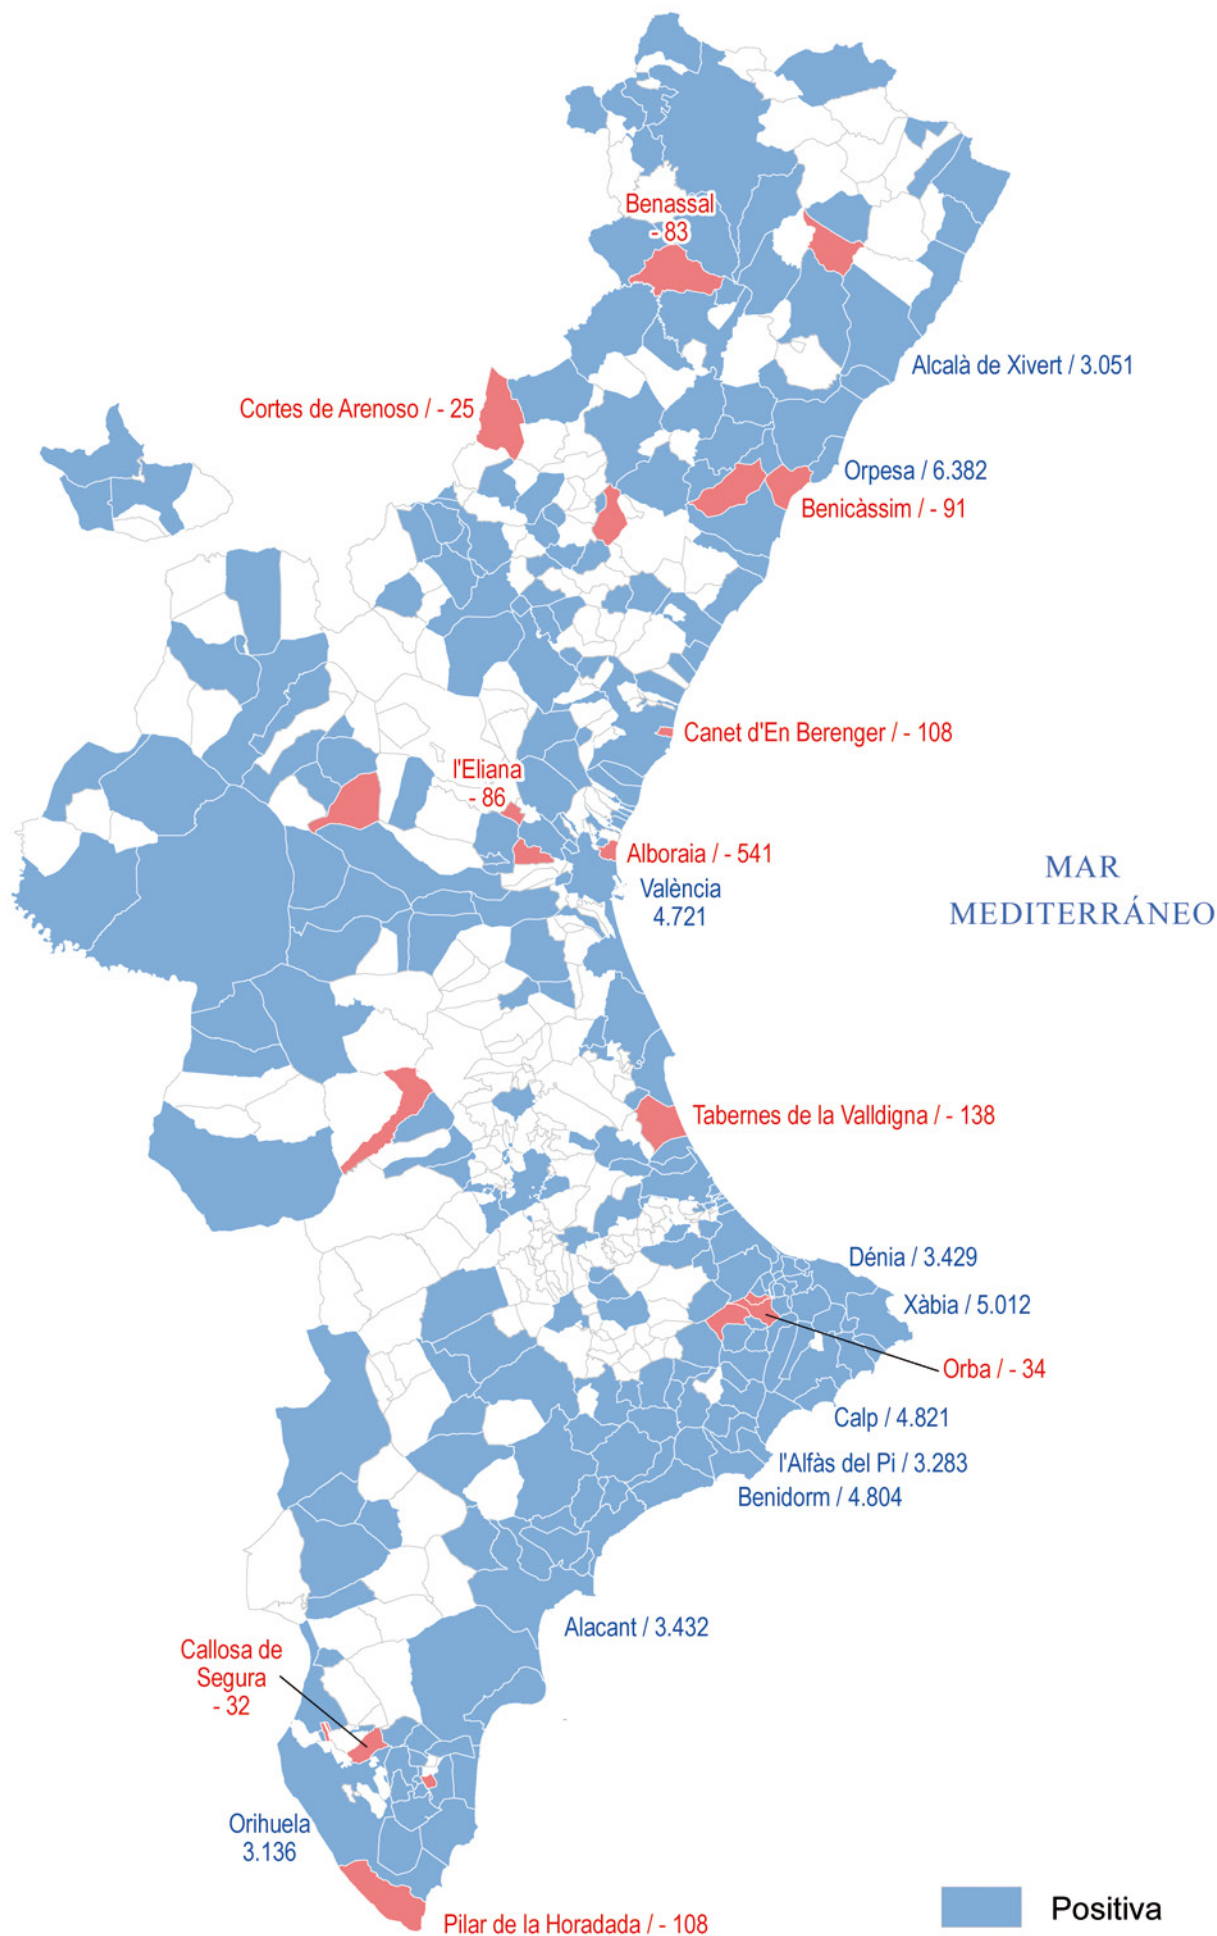 Benassal
- 83
Alcalà de Xivert / 3.051
Cortes de Arenoso / - 25
Orpesa / 6.382
Benicàssim / - 91
Canet d'En Berenger / - 108
l'Eliana
- 86
Alboraia / - 541
València
4.721
MAR
MEDITERRÁNEO
Tabernes de la Valldigna / - 138
Dénia / 3.429
Xàbia / 5.012
Orba / - 34
Calp / 4.821
l'Alfàs del Pi / 3.283
Benidorm / 4.804
Alacant / 3.432
Callosa de
Segura
- 32
Orihuela
3.136
Pilar de la Horadada / - 108
Positiva